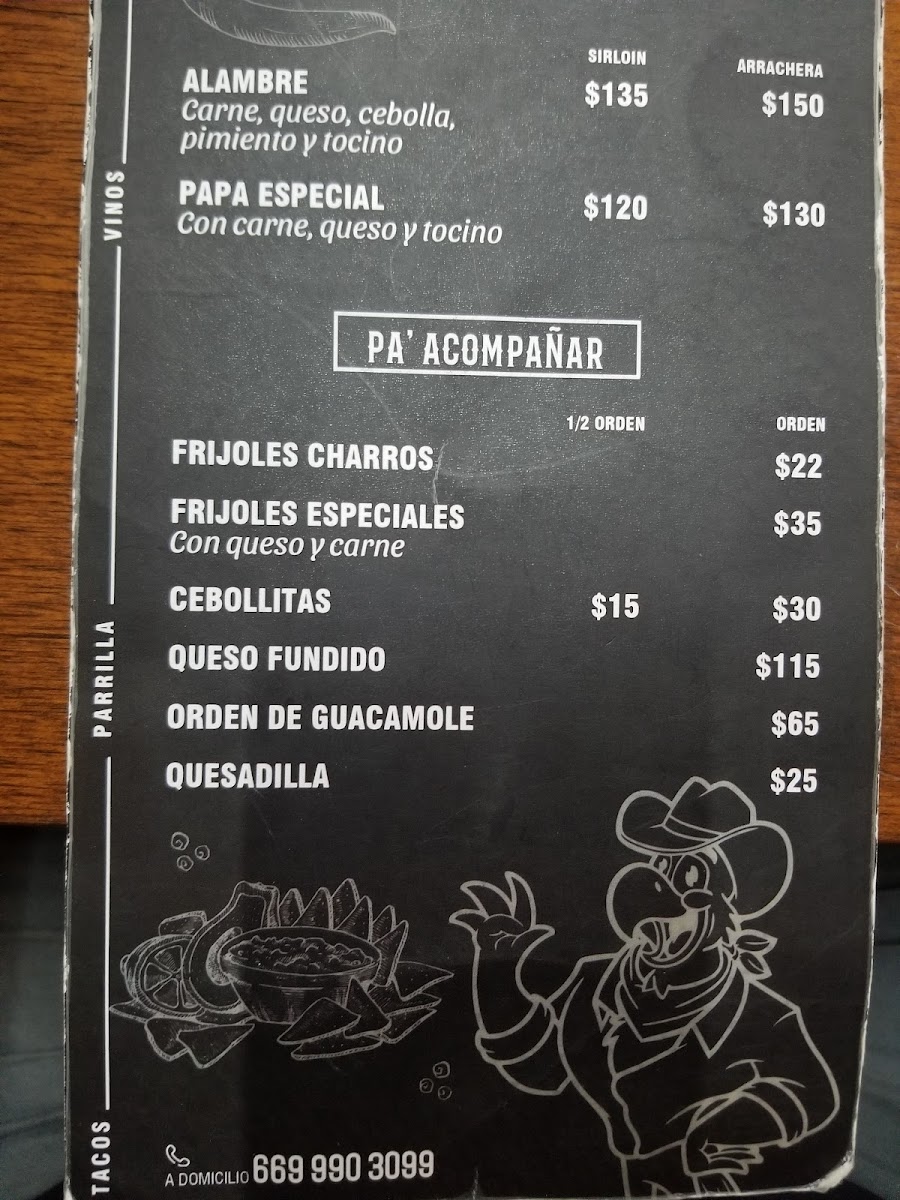 SIRLOIN ARRACHERA
ALAMBRE $135 $150
Carne, queso, cebolla,
pimiento y tocino
PAPA ESPECIAL $120 $130
Con carne, queso y tocino
PA' ACOMPAÑAR
1/2 ORDEN ORDEN
FRIJOLES CHARROS $22
FRIJOLES ESPECIALES $35
Con queso y carne
CEBOLLITAS $15 $30
QUESO FUNDIDO $115
ORDEN DE GUACAMOLE $65
QUESADILLA $25
A DOMICILIO 669 990 3099
TACOS
PARRILLA
VINOS